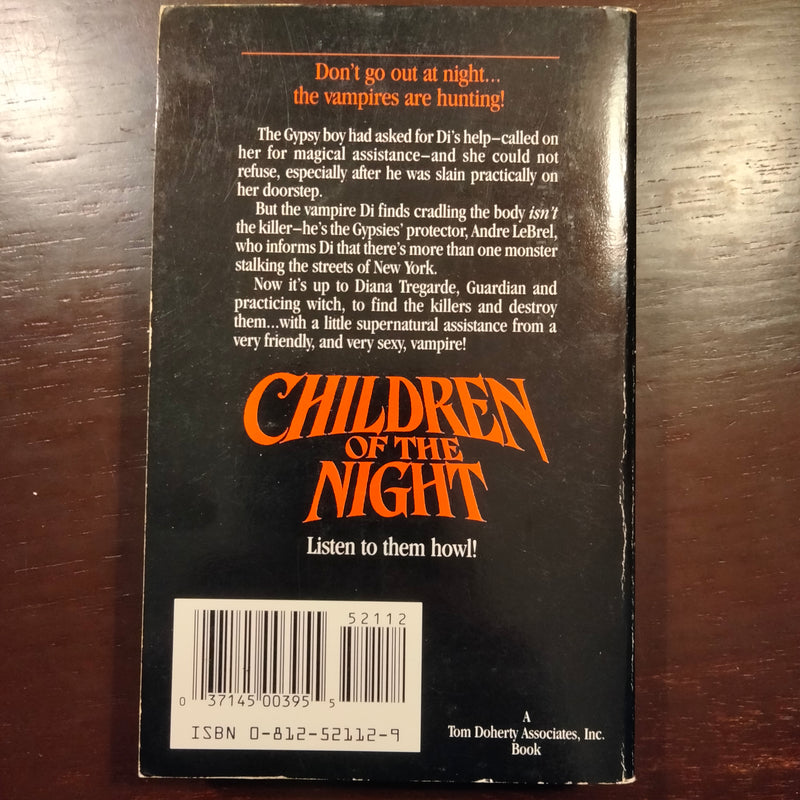 Don't go out at night...
the vampires are hunting!
The Gypsy boy had asked for Di's help–called on
her for magical assistance–and she could not
refuse, especially after he was slain practically on
her doorstep.
But the vampire Di finds cradling the body isn't
the killer–he's the Gypsies' protector, Andre LeBrel,
who informs Di that there's more than one monster
stalking the streets of New York.
Now it's up to Diana Tregarde, Guardian and
practicing witch, to find the killers and destroy
them...with a little supernatural assistance from a
very friendly, and very sexy, vampire!
CHILDREN
OF THE
NIGHT
Listen to them howl!
52112
0 37145 00395 5
ISBN 0-812-52112-9
A
Tom Doherty Associates, Inc.
Book